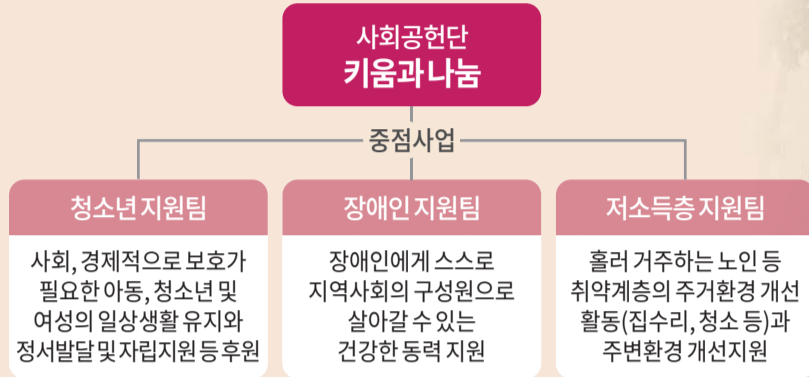 사회공헌단
키움과 나눔
중점사업
청소년 지원팀
사회, 경제적으로 보호가
필요한 아동, 청소년 및
여성의 일상생활 유지와
정서발달 및 자립지원 등 후원
장애인 지원팀
장애인에게 스스로
지역사회의 구성원으로
살아갈 수 있는
건강한 동력 지원
저소득층 지원팀
홀러 거주하는 노인 등
취약계층의 주거환경 개선
활동(집수리, 청소 등)과
주변환경 개선지원